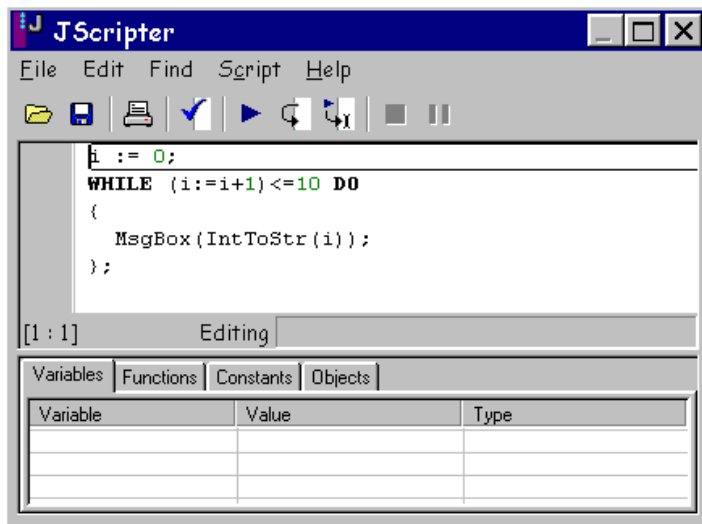 JScripter
File Edit Find Script Help
i := 0;
WHILE (i:=i+1)<=10 DO
{
MsgBox(IntToStr(i));
};
[1 : 1] Editing
Variables Functions Constants Objects
Variable Value Type